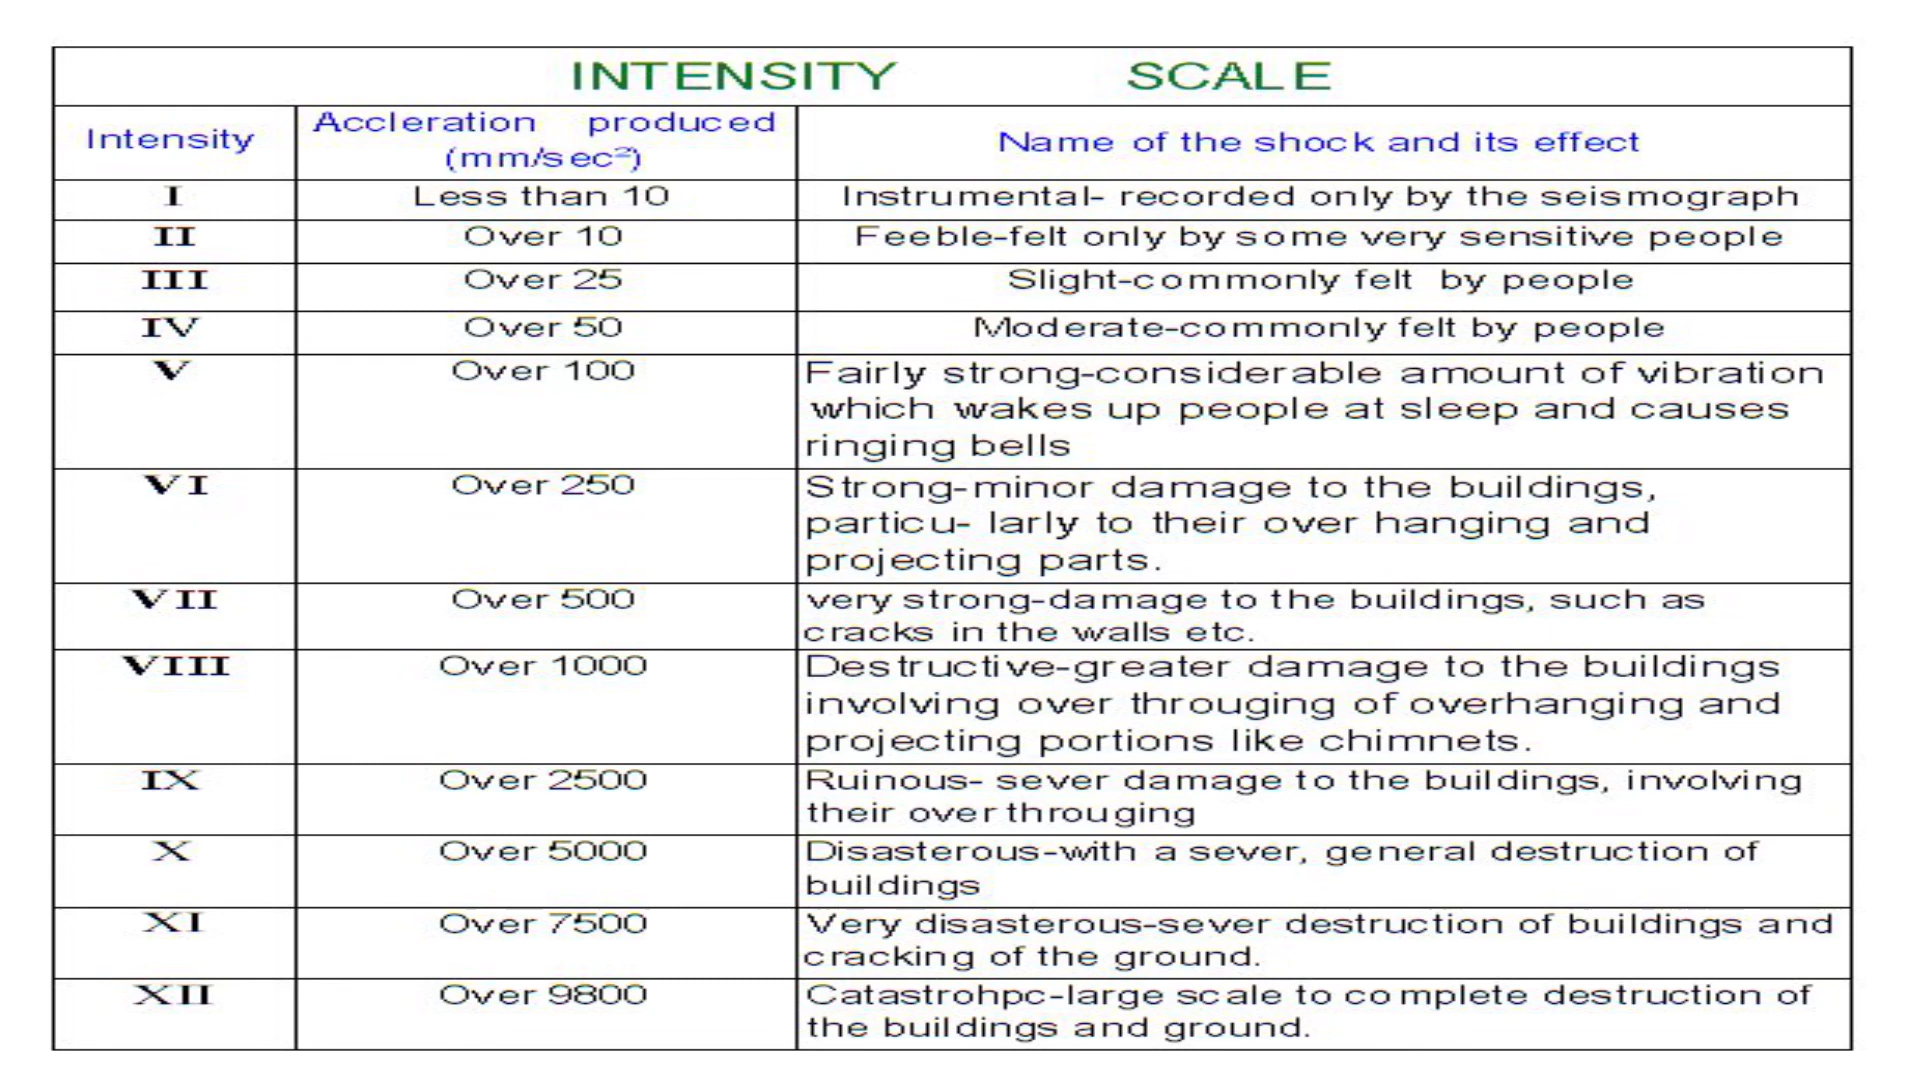 INTENSITY SCALE
Intensity
Accleration produced
(mm/sec²)
Name of the shock and its effect
I
Less than 10
Instrumental- recorded only by the seismograph
II
Over 10
Feeble-felt only by some very sensitive people
III
Over 25
Slight-commonly felt by people
IV
Over 50
Moderate-commonly felt by people
V
Over 100
Fairly strong-considerable amount of vibration
which wakes up people at sleep and causes
ringing bells
VI
Over 250
Strong-minor damage to the buildings,
particu- larly to their over hanging and
projecting parts.
VII
Over 500
very strong-damage to the buildings, such as
cracks in the walls etc.
VIII
Over 1000
Destructive-greater damage to the buildings
involving over througing of overhanging and
projecting portions like chimnets.
IX
Over 2500
Ruinous- sever damage to the buildings, involving
their over througing
X
Over 5000
Disasterous-with a sever, general destruction of
buildings
XI
Over 7500
Very disasterous-sever destruction of buildings and
cracking of the ground.
XII
Over 9800
Catastrohpc-large scale to complete destruction of
the buildings and ground.